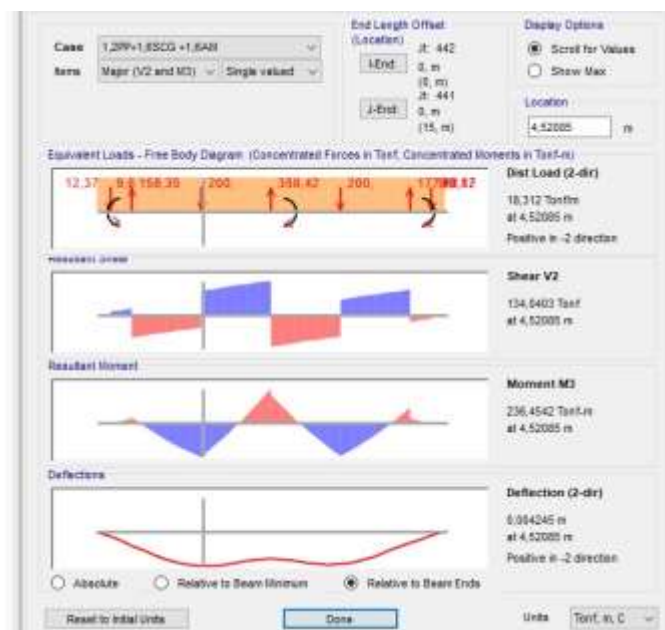 Case 1,2PP+1,6SCG +1,6AM
Items Major (V2 and M3) Single valued
End Length Offset
(Location)
Jt: 442
I-End: 0, m
(0, m)
Jt: 441
J-End: 0, m
(15, m)
Display Options
Scroll for Values
Show Max
Location
4,52085 m
Equivalent Loads - Free Body Diagram (Concentrated Forces in Tonf, Concentrated Moments in Tonf-m)
12,37 158,35 200, 368,42 200,
Dist Load (2-dir)
18,312 Tonf/m
at 4,52085 m
Positive in -2 direction
Resultant Shear
Shear V2
134,0403 Tonf
at 4,52085 m
Resultant Moment
Moment M3
236,4542 Tonf-m
at 4,52085 m
Deflections
Deflection (2-dir)
0,004245 m
at 4,52085 m
Positive in -2 direction
Absolute Relative to Beam Minimum Relative to Beam Ends
Reset to Initial Units Done Units Tonf, m, C